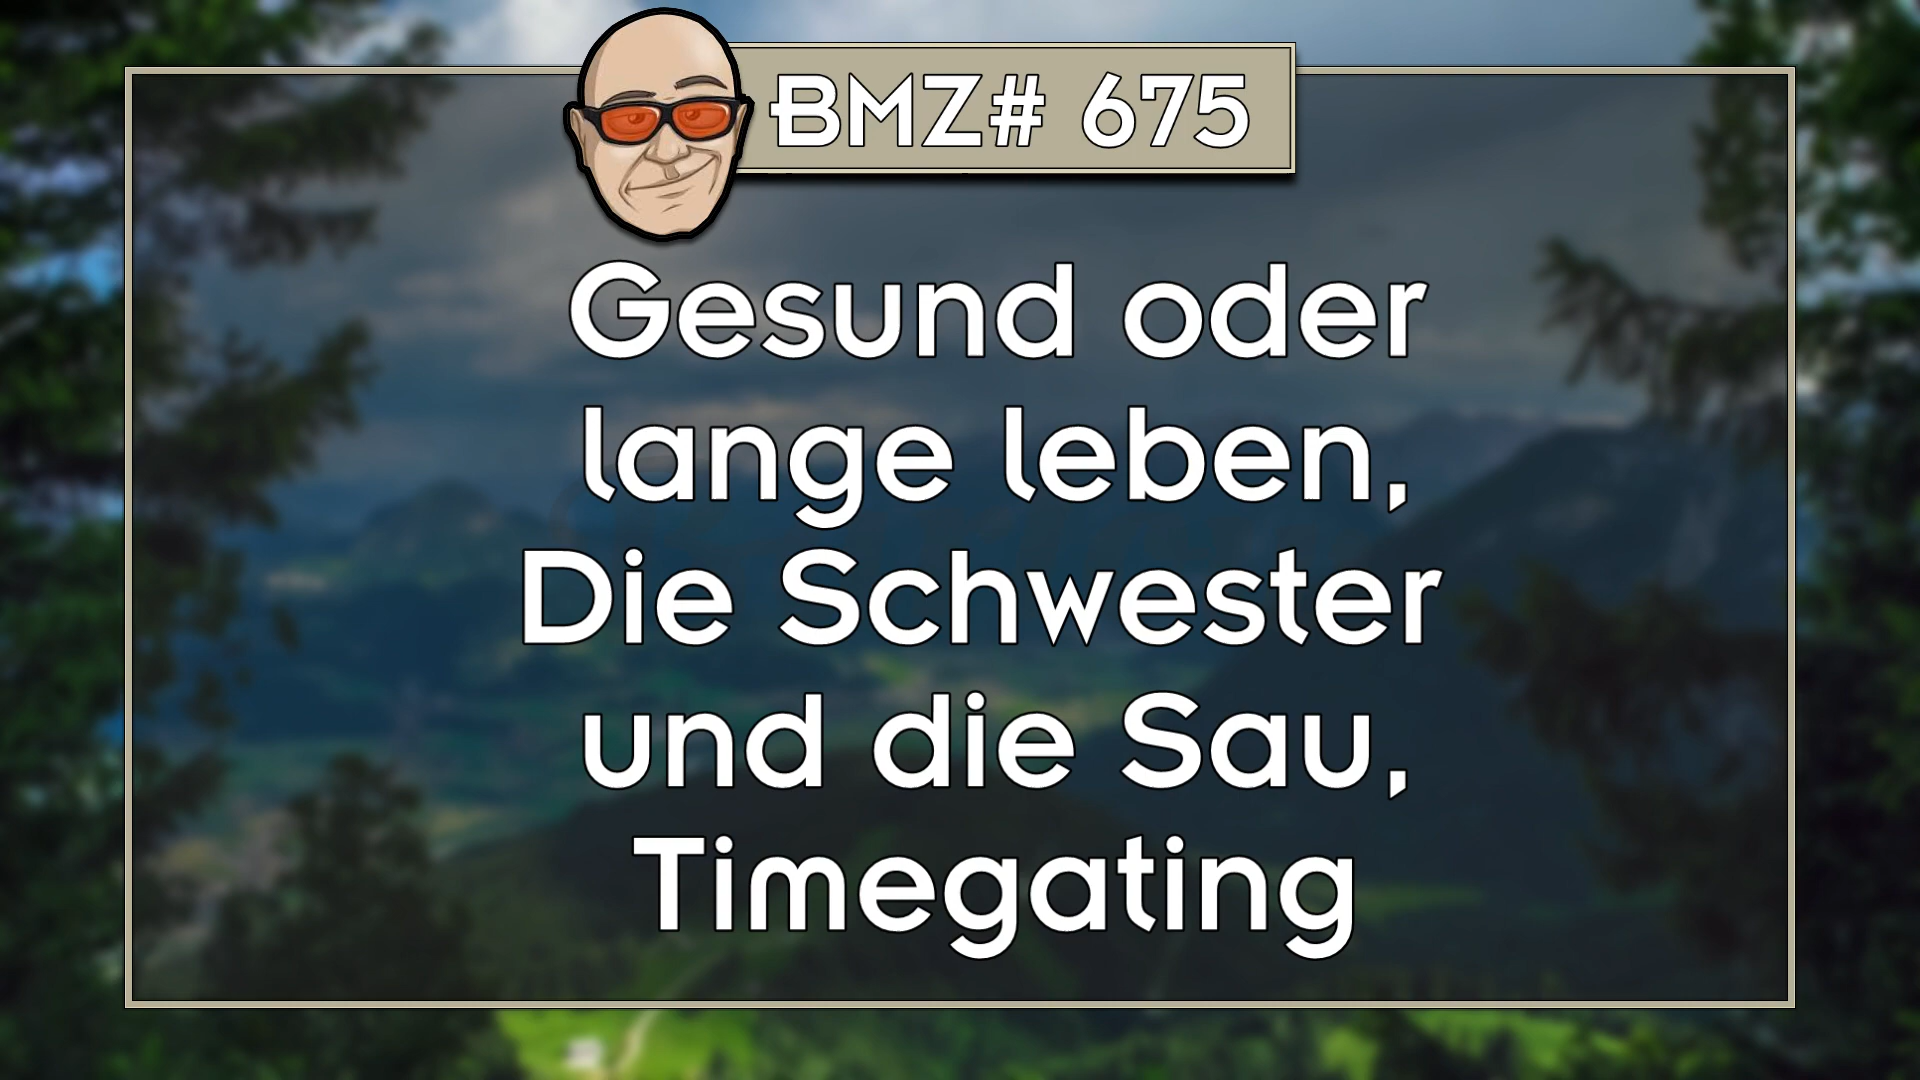 BMZ# 675
Gesund oder
lange leben,
Die Schwester
und die Sau,
Timegating